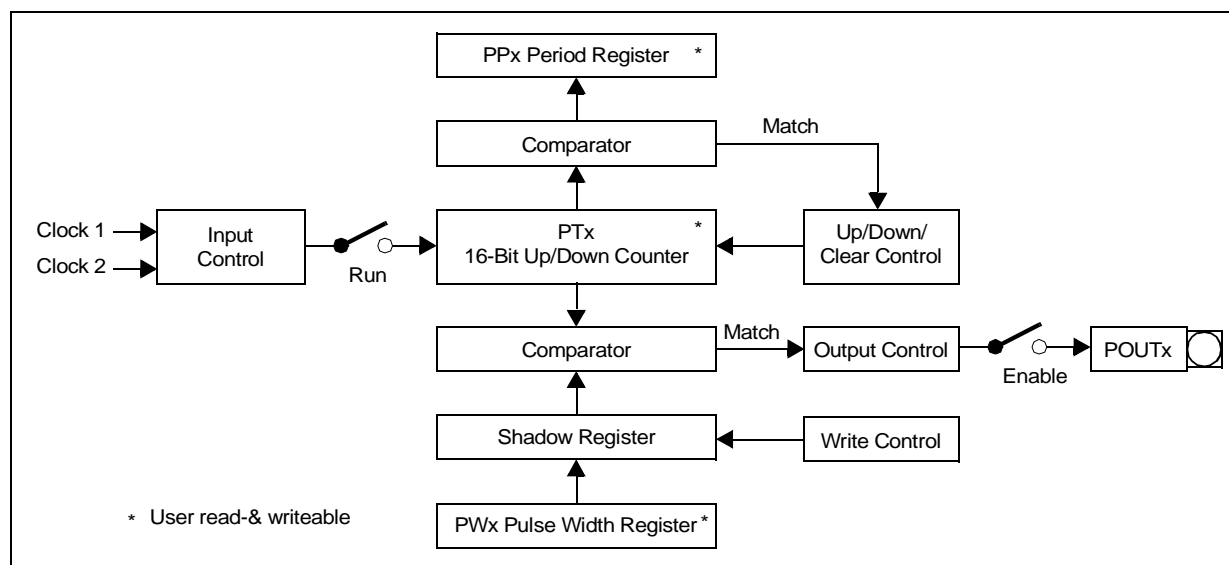 PPx Period Register *
Comparator
Match
Clock 1
Clock 2
Input
Control
Run
PTx *
16-Bit Up/Down Counter
Up/Down/
Clear Control
Comparator
Match
Output Control
Enable
POUTx
Shadow Register
Write Control
* User read-& writeable
PWx Pulse Width Register *